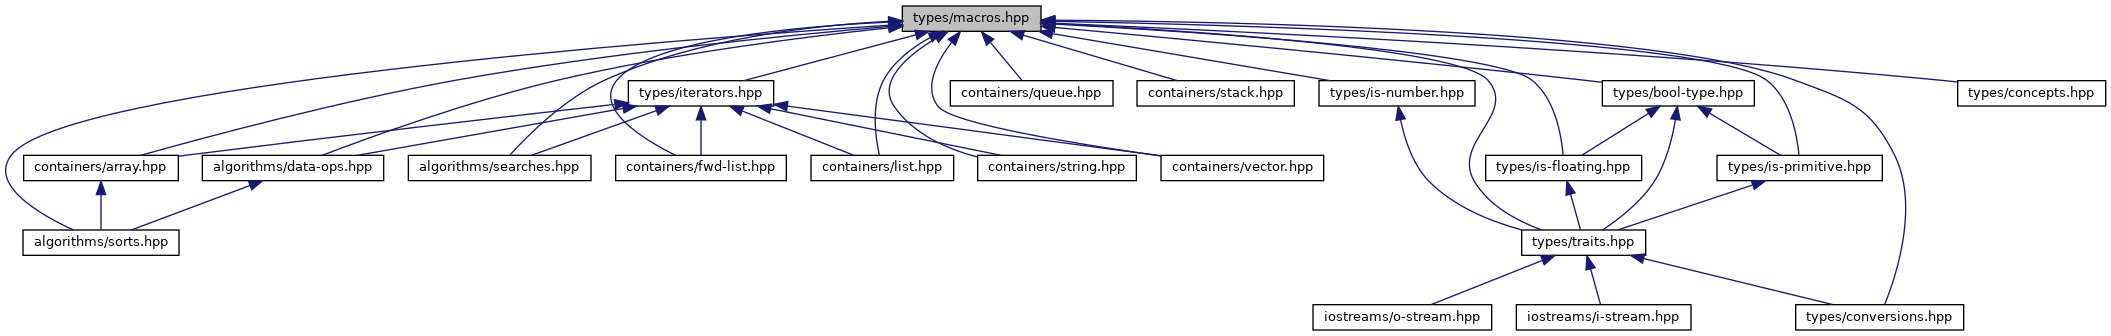 types/macros.hpp
types/iterators.hpp
containers/queue.hpp
containers/stack.hpp
types/is-number.hpp
types/bool-type.hpp
types/concepts.hpp
containers/array.hpp
algorithms/data-ops.hpp
algorithms/searches.hpp
containers/fwd-list.hpp
containers/list.hpp
containers/string.hpp
containers/vector.hpp
types/is-floating.hpp
types/is-primitive.hpp
algorithms/sorts.hpp
types/traits.hpp
iostreams/o-stream.hpp
iostreams/i-stream.hpp
types/conversions.hpp